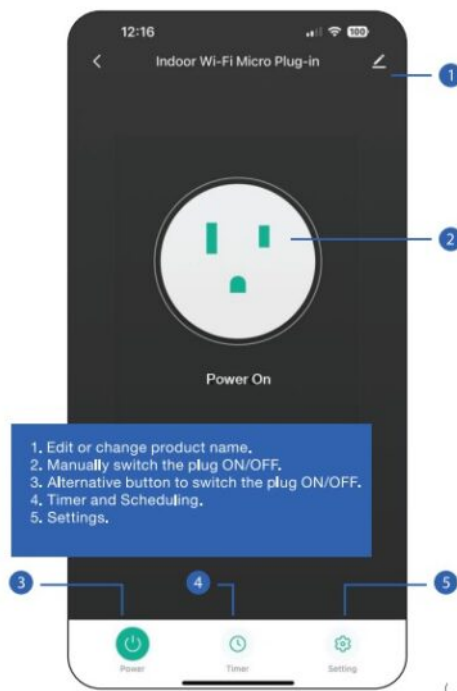 12:16
100
Indoor Wi-Fi Micro Plug-in
1
2
Power On
1. Edit or change product name.
2. Manually switch the plug ON/OFF.
3. Alternative button to switch the plug ON/OFF.
4. Timer and Scheduling.
5. Settings.
3
4
5
Power
Timer
Setting